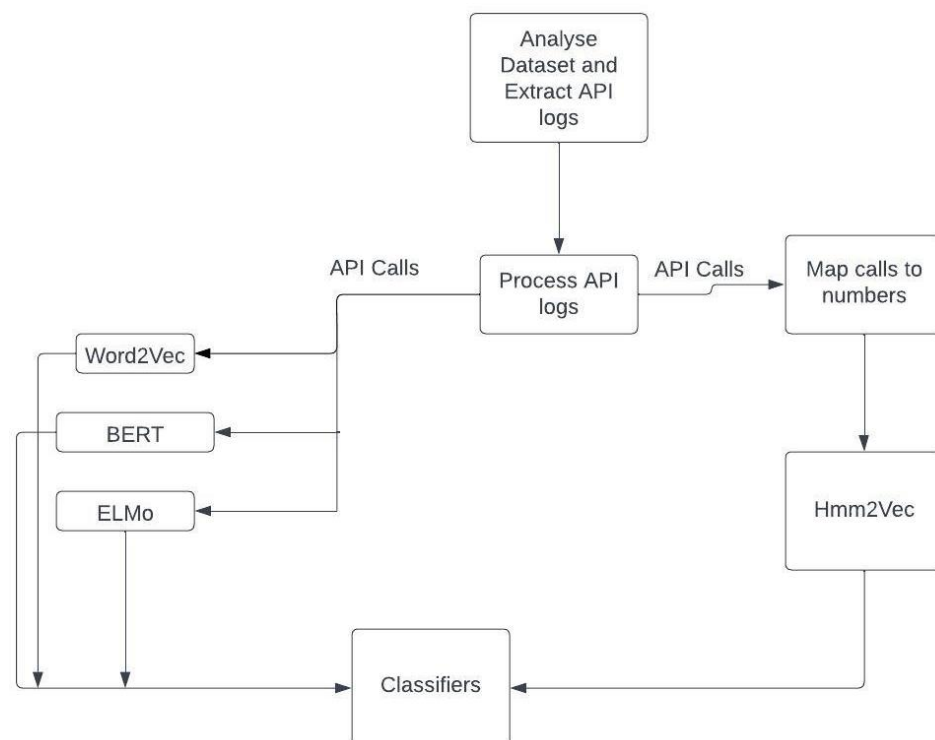 Analyse
Dataset and
Extract API
logs
API Calls
Process API
logs
API Calls
Map calls to
numbers
Word2Vec
BERT
ELMo
Hmm2Vec
Classifiers